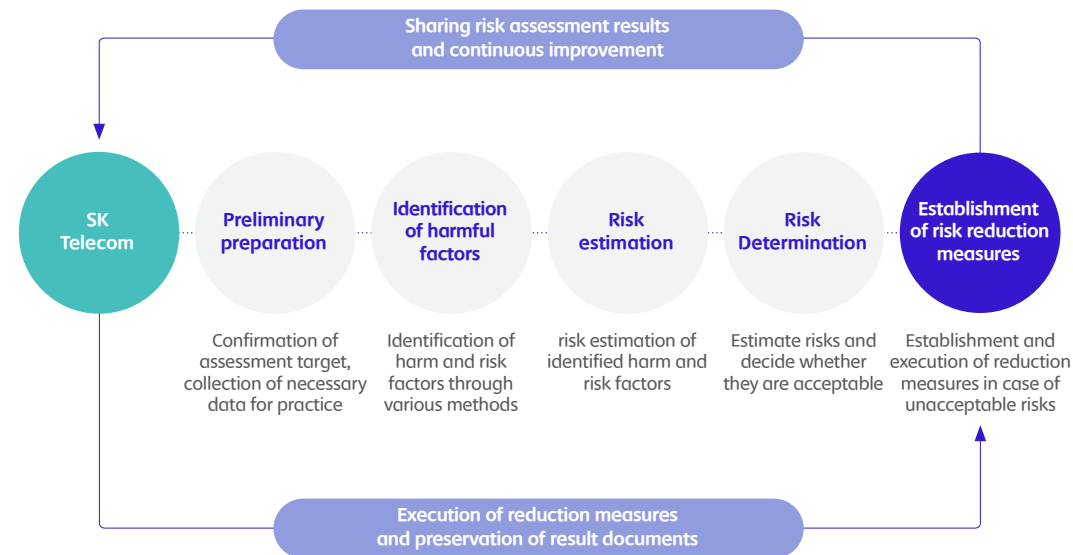 Sharing risk assessment results
and continuous improvement
SK
Telecom
Preliminary
preparation
Identification
of harmful
factors
Risk
estimation
Risk
Determination
Establishment
of risk reduction
measures
Confirmation of
assessment target,
collection of necessary
data for practice
Identification of
harm and risk
factors through
various methods
risk estimation of
identified harm and
risk factors
Estimate risks and
decide whether
they are acceptable
Establishment and
execution of reduction
measures in case of
unacceptable risks
Execution of reduction measures
and preservation of result documents